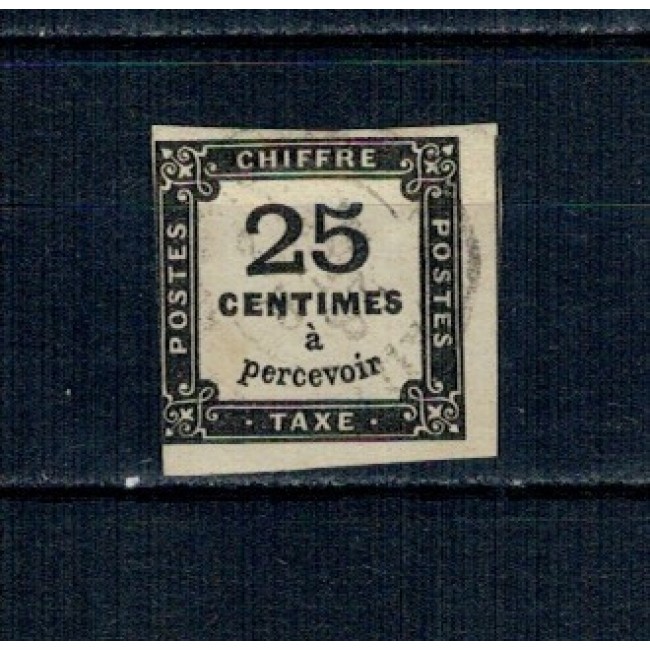 CHIFFRE
POSTES
25
CENTIMES
à
percevoir
POSTES
· TAXE ·